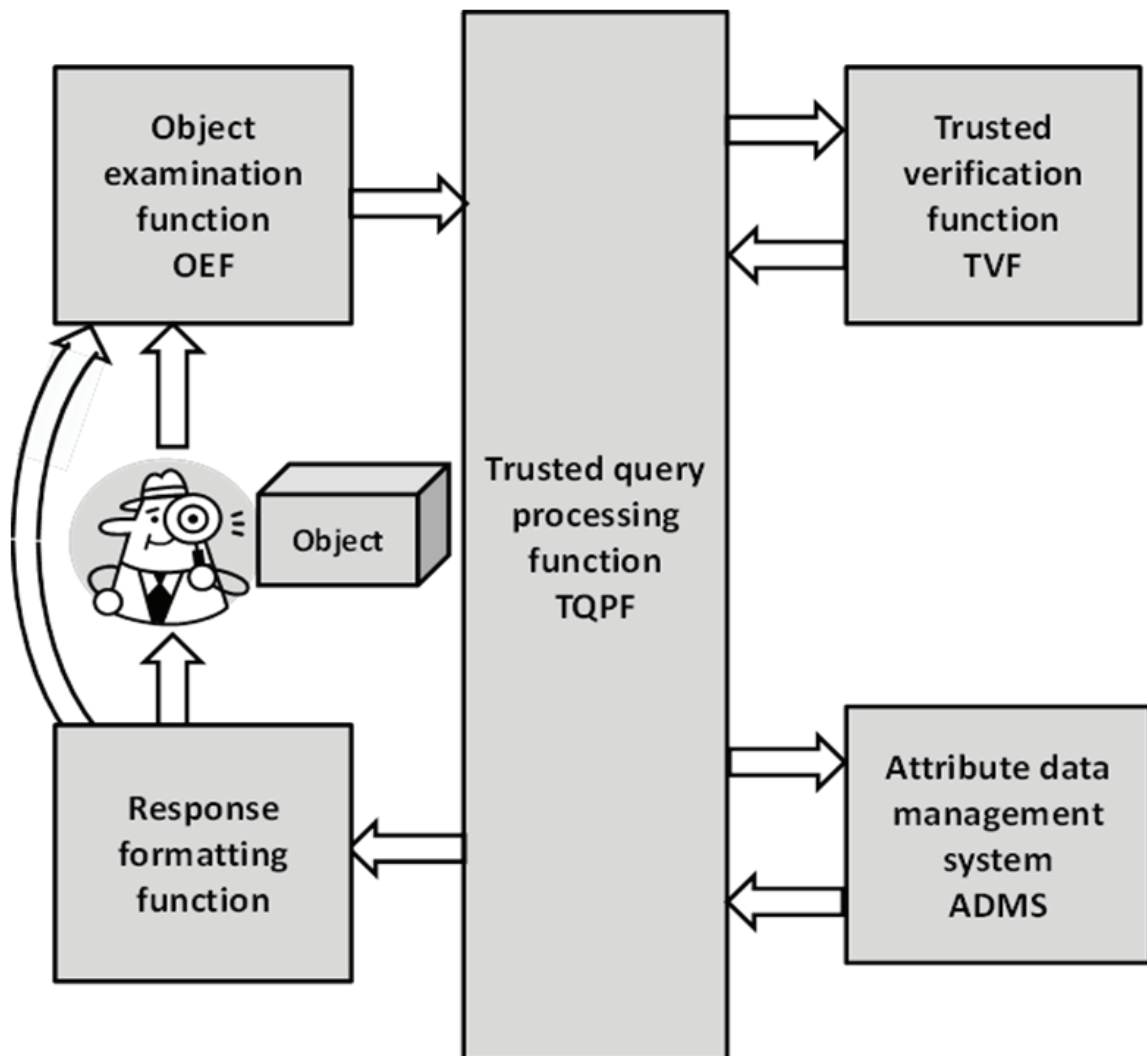 Object
examination
function
OEF
Trusted
verification
function
TVF
Trusted query
processing
function
TQPF
Object
Response
formatting
function
Attribute data
management
system
ADMS